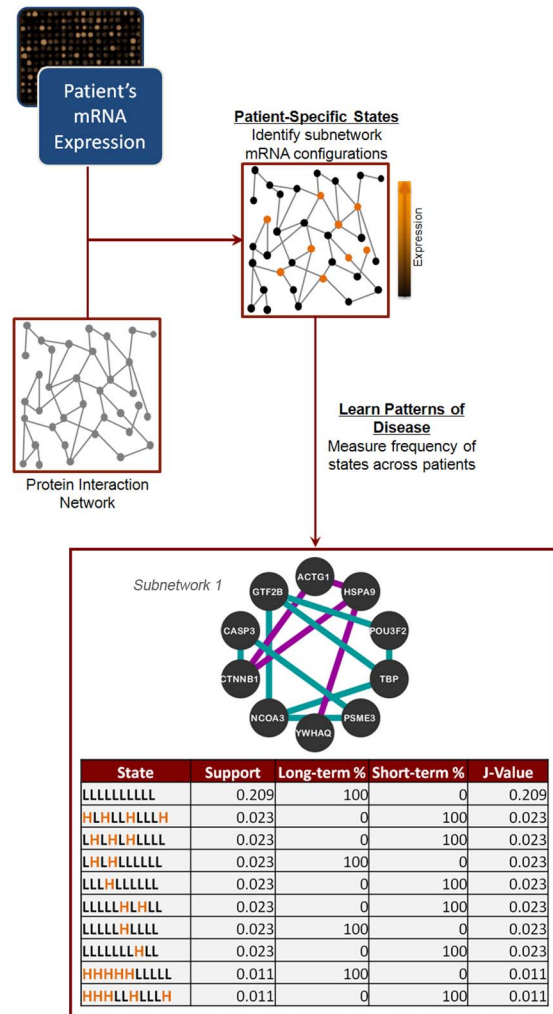 Patient's
mRNA
Expression
Patient-Specific States
Identify subnetwork
mRNA configurations
Expression
Protein Interaction
Network
Learn Patterns of
Disease
Measure frequency of
states across patients
Subnetwork 1
ACTG1
GTF2B
HSPA9
CASP3
POU3F2
CTNNB1
TBP
NCOA3
PSME3
YWHAQ
State Support Long-term % Short-term % J-Value
LLLLLLLLLL 0.209 100 0 0.209
HLHLLHLLLH 0.023 0 100 0.023
LHLHLHLLLL 0.023 0 100 0.023
LHLHLLLLLL 0.023 100 0 0.023
LLLHLLLLLL 0.023 0 100 0.023
LLLLLHLHLL 0.023 0 100 0.023
LLLLLHLLLL 0.023 100 0 0.023
LLLLLLLHLL 0.023 0 100 0.023
HHHHHLLLLL 0.011 100 0 0.011
HHHLLHLLLH 0.011 0 100 0.011